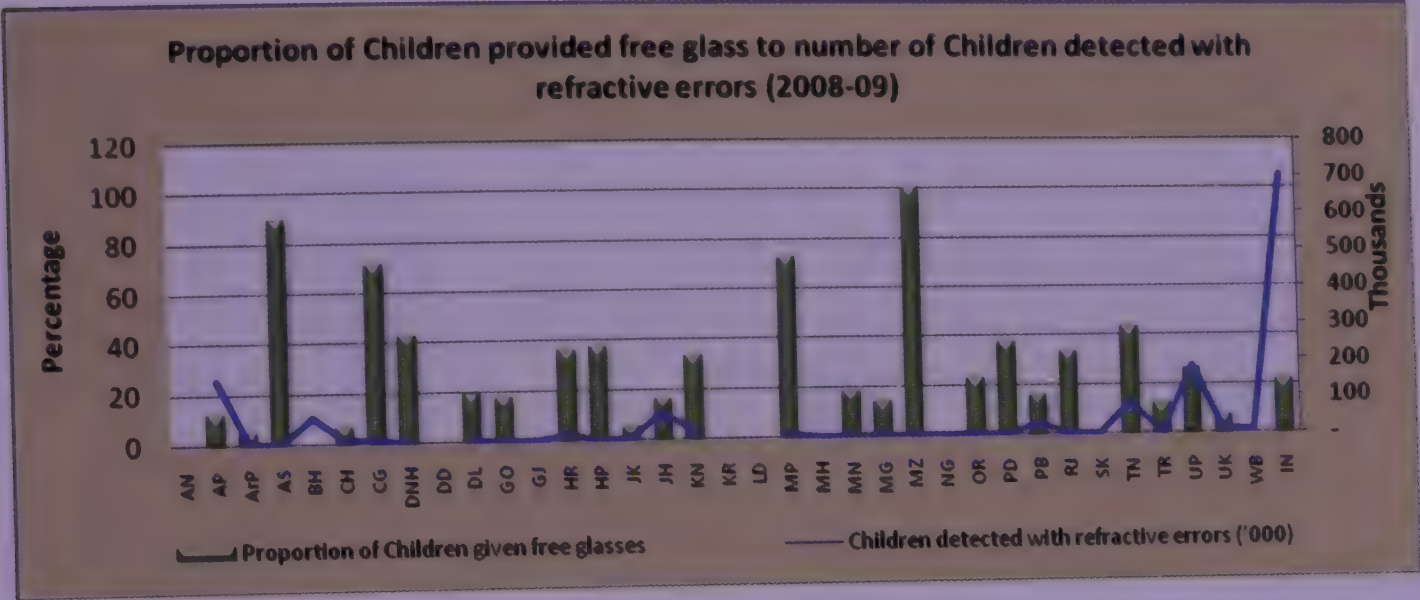 Proportion of Children provided free glass to number of Children detected with
refractive errors (2008-09)
120
100
80
60
40
20
0
Percentage
800
700
600
500
400
300
200
100
-
Thousands
AN AP ArP AS BH CH CG DNH DD DL GO GJ HR HP JK JH KN KR LD MP MH MN MG MZ NG OR PD PB RJ SK TN TR UP UK WB IN
Proportion of Children given free glasses
Children detected with refractive errors ('000)